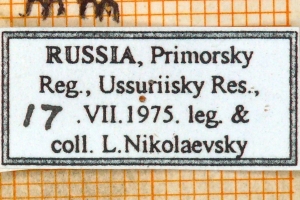 RUSSIA, Primorsky
Reg., Ussuriisky Res.,
17 .VII.1975. leg. &
coll. L.Nikolaevsky